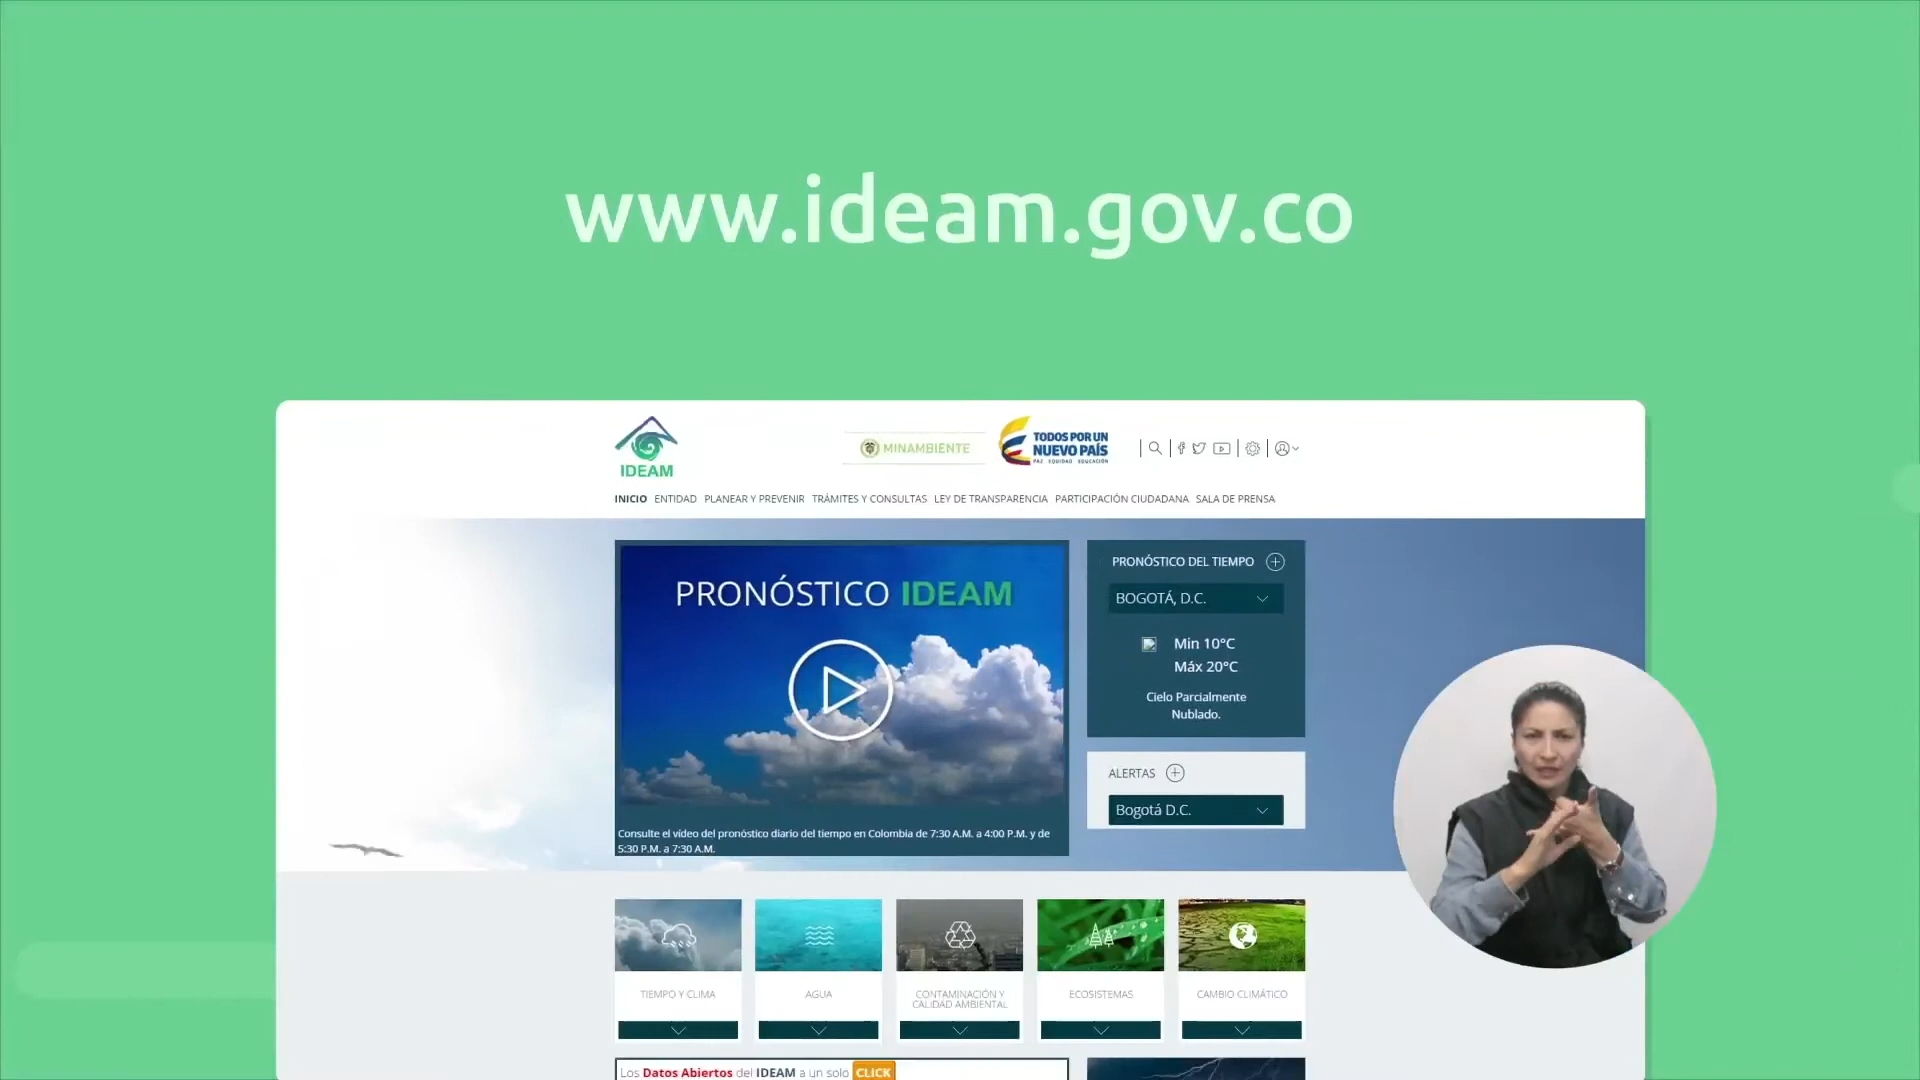 www.ideam.gov.co
IDEAM
MINAMBIENTE
TODOS POR UN
NUEVO PAÍS
PAZ EQUIDAD EDUCACIÓN
INICIO ENTIDAD PLANEAR Y PREVENIR TRÁMITES Y CONSULTAS LEY DE TRANSPARENCIA PARTICIPACIÓN CIUDADANA SALA DE PRENSA
PRONÓSTICO IDEAM
Consulte el vídeo del pronóstico diario del tiempo en Colombia de 7:30 A.M. a 4:00 P.M. y de
5:30 P.M. a 7:30 A.M.
PRONÓSTICO DEL TIEMPO
BOGOTÁ, D.C.
Min 10°C
Máx 20°C
Cielo Parcialmente
Nublado.
ALERTAS
Bogotá D.C.
TIEMPO Y CLIMA
AGUA
CONTAMINACIÓN Y
CALIDAD AMBIENTAL
ECOSISTEMAS
CAMBIO CLIMÁTICO
Los Datos Abiertos del IDEAM a un solo CLICK